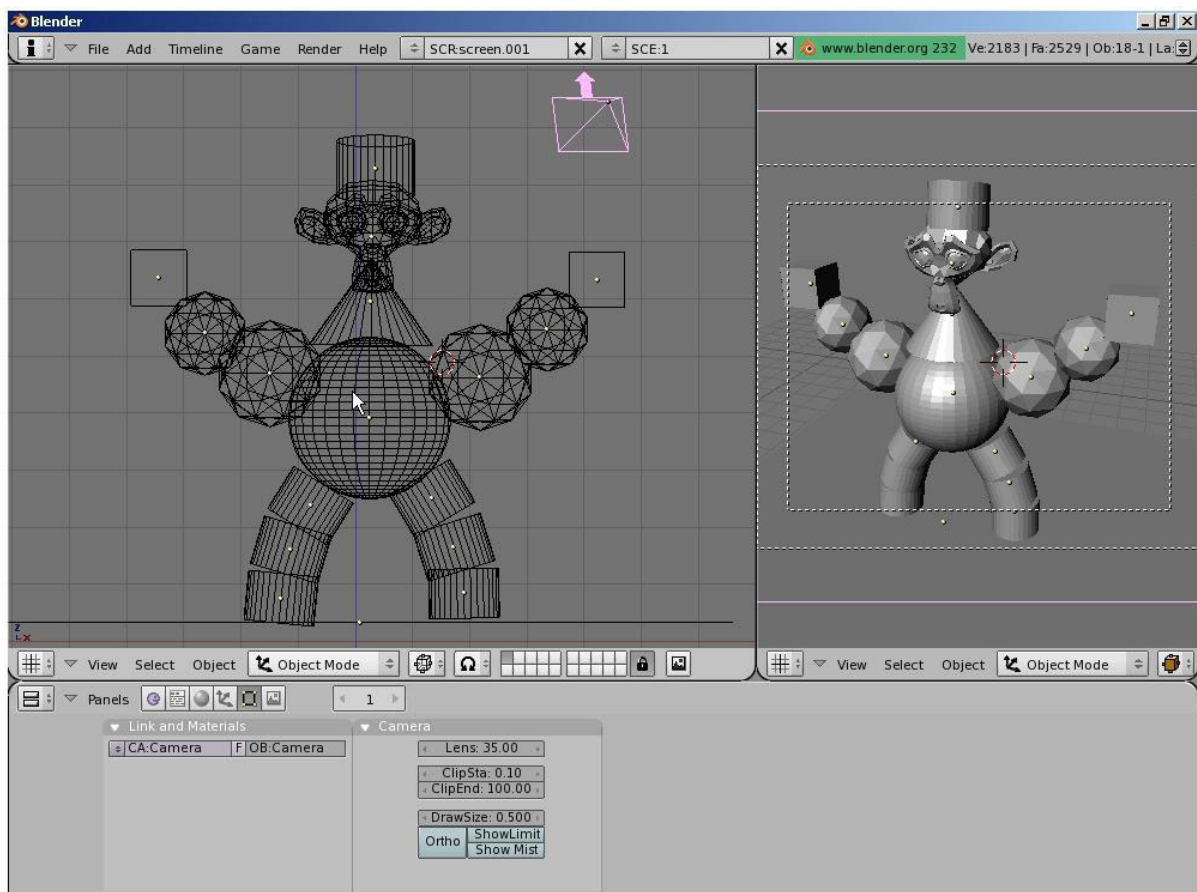 Blender
File Add Timeline Game Render Help SCR:screen.001 SCE:1 www.blender.org 232 Ve:2183 | Fa:2529 | Ob:18-1 | La:
z
x
View Select Object Object Mode
View Select Object Object Mode
Panels 1
Link and Materials
CA:Camera F OB:Camera
Camera
Lens: 35.00
ClipSta: 0.10
ClipEnd: 100.00
DrawSize: 0.500
Ortho
ShowLimit
Show Mist